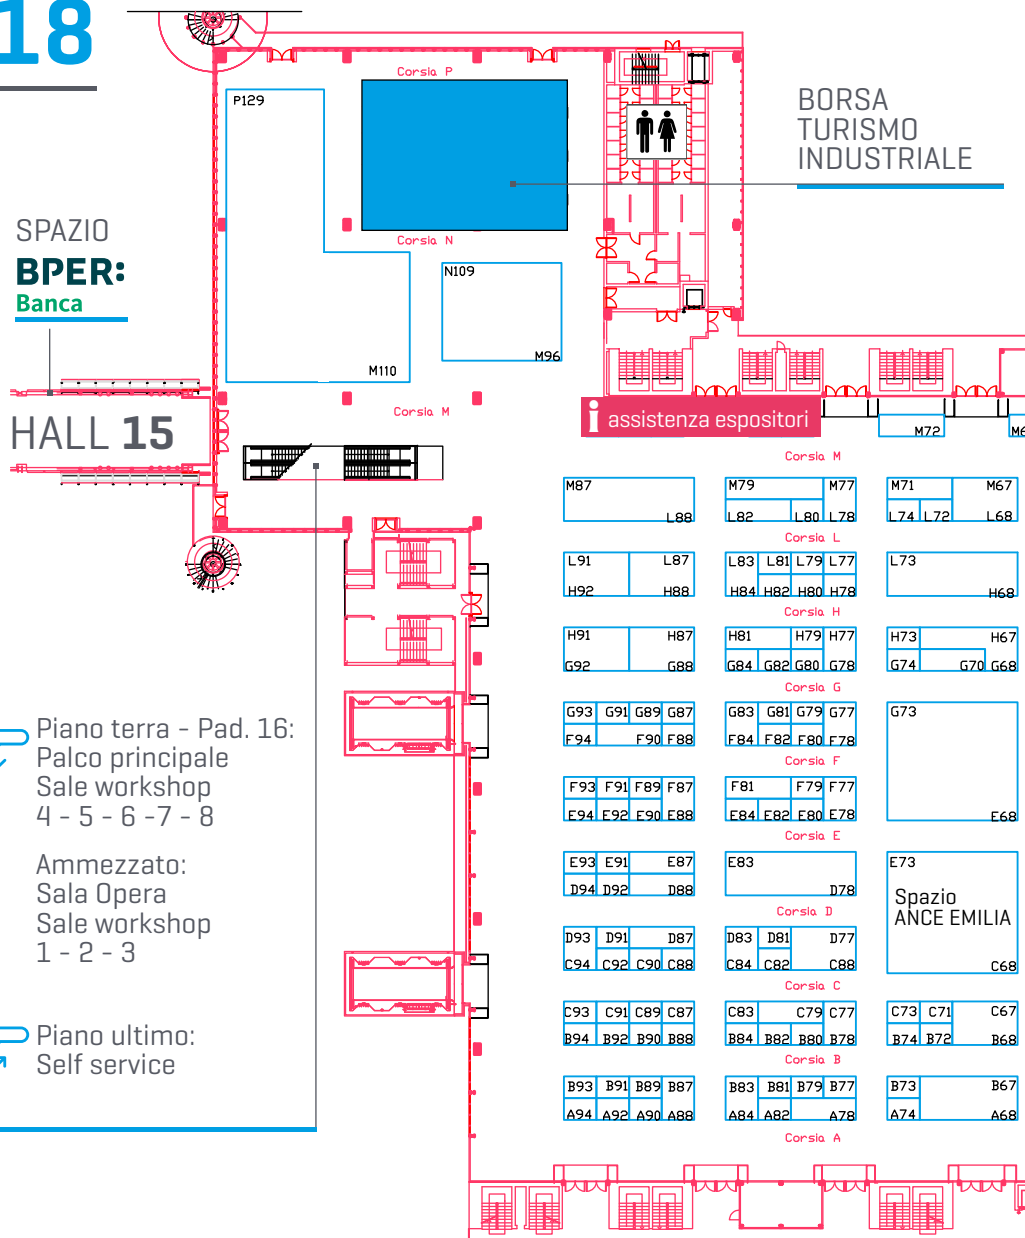 18
Corsia P
P129
BORSA
TURISMO
INDUSTRIALE
SPAZIO
BPER:
Banca
Corsia N
N109
M96
M110
Corsia M
HALL 15
i assistenza espositori
M72
Corsia M
M87 M79 M77 M71 M67
L88 L82 L80 L78 L74 L72 L68
Corsia L
L91 L87 L83 L81 L79 L77 L73
H92 H88 H84 H82 H80 H78 H68
Corsia H
H91 H87 H81 H79 H77 H73 H67
G92 G88 G84 G82 G80 G78 G74 G70 G68
Corsia G
G93 G91 G89 G87 G83 G81 G79 G77 G73
F94 F90 F88 F84 F82 F80 F78
Corsia F
F93 F91 F89 F87 F81 F79 F77
E94 E92 E90 E88 E84 E82 E80 E78 E68
Corsia E
E93 E91 E87 E83 E73
D94 D92 D88 D78
Spazio
ANCE EMILIA
Corsia D
D93 D91 D87 D83 D81 D77
C94 C92 C90 C88 C84 C82 C88 C68
Corsia C
C93 C91 C89 C87 C83 C79 C77 C73 C71 C67
B94 B92 B90 B88 B84 B82 B80 B78 B74 B72 B68
Corsia B
B93 B91 B89 B87 B83 B81 B79 B77 B73 B67
A94 A92 A90 A88 A84 A82 A78 A74 A68
Corsia A
Piano terra - Pad. 16:
Palco principale
Sale workshop
4 - 5 - 6 -7 - 8
Ammezzato:
Sala Opera
Sale workshop
1 - 2 - 3
Piano ultimo:
Self service